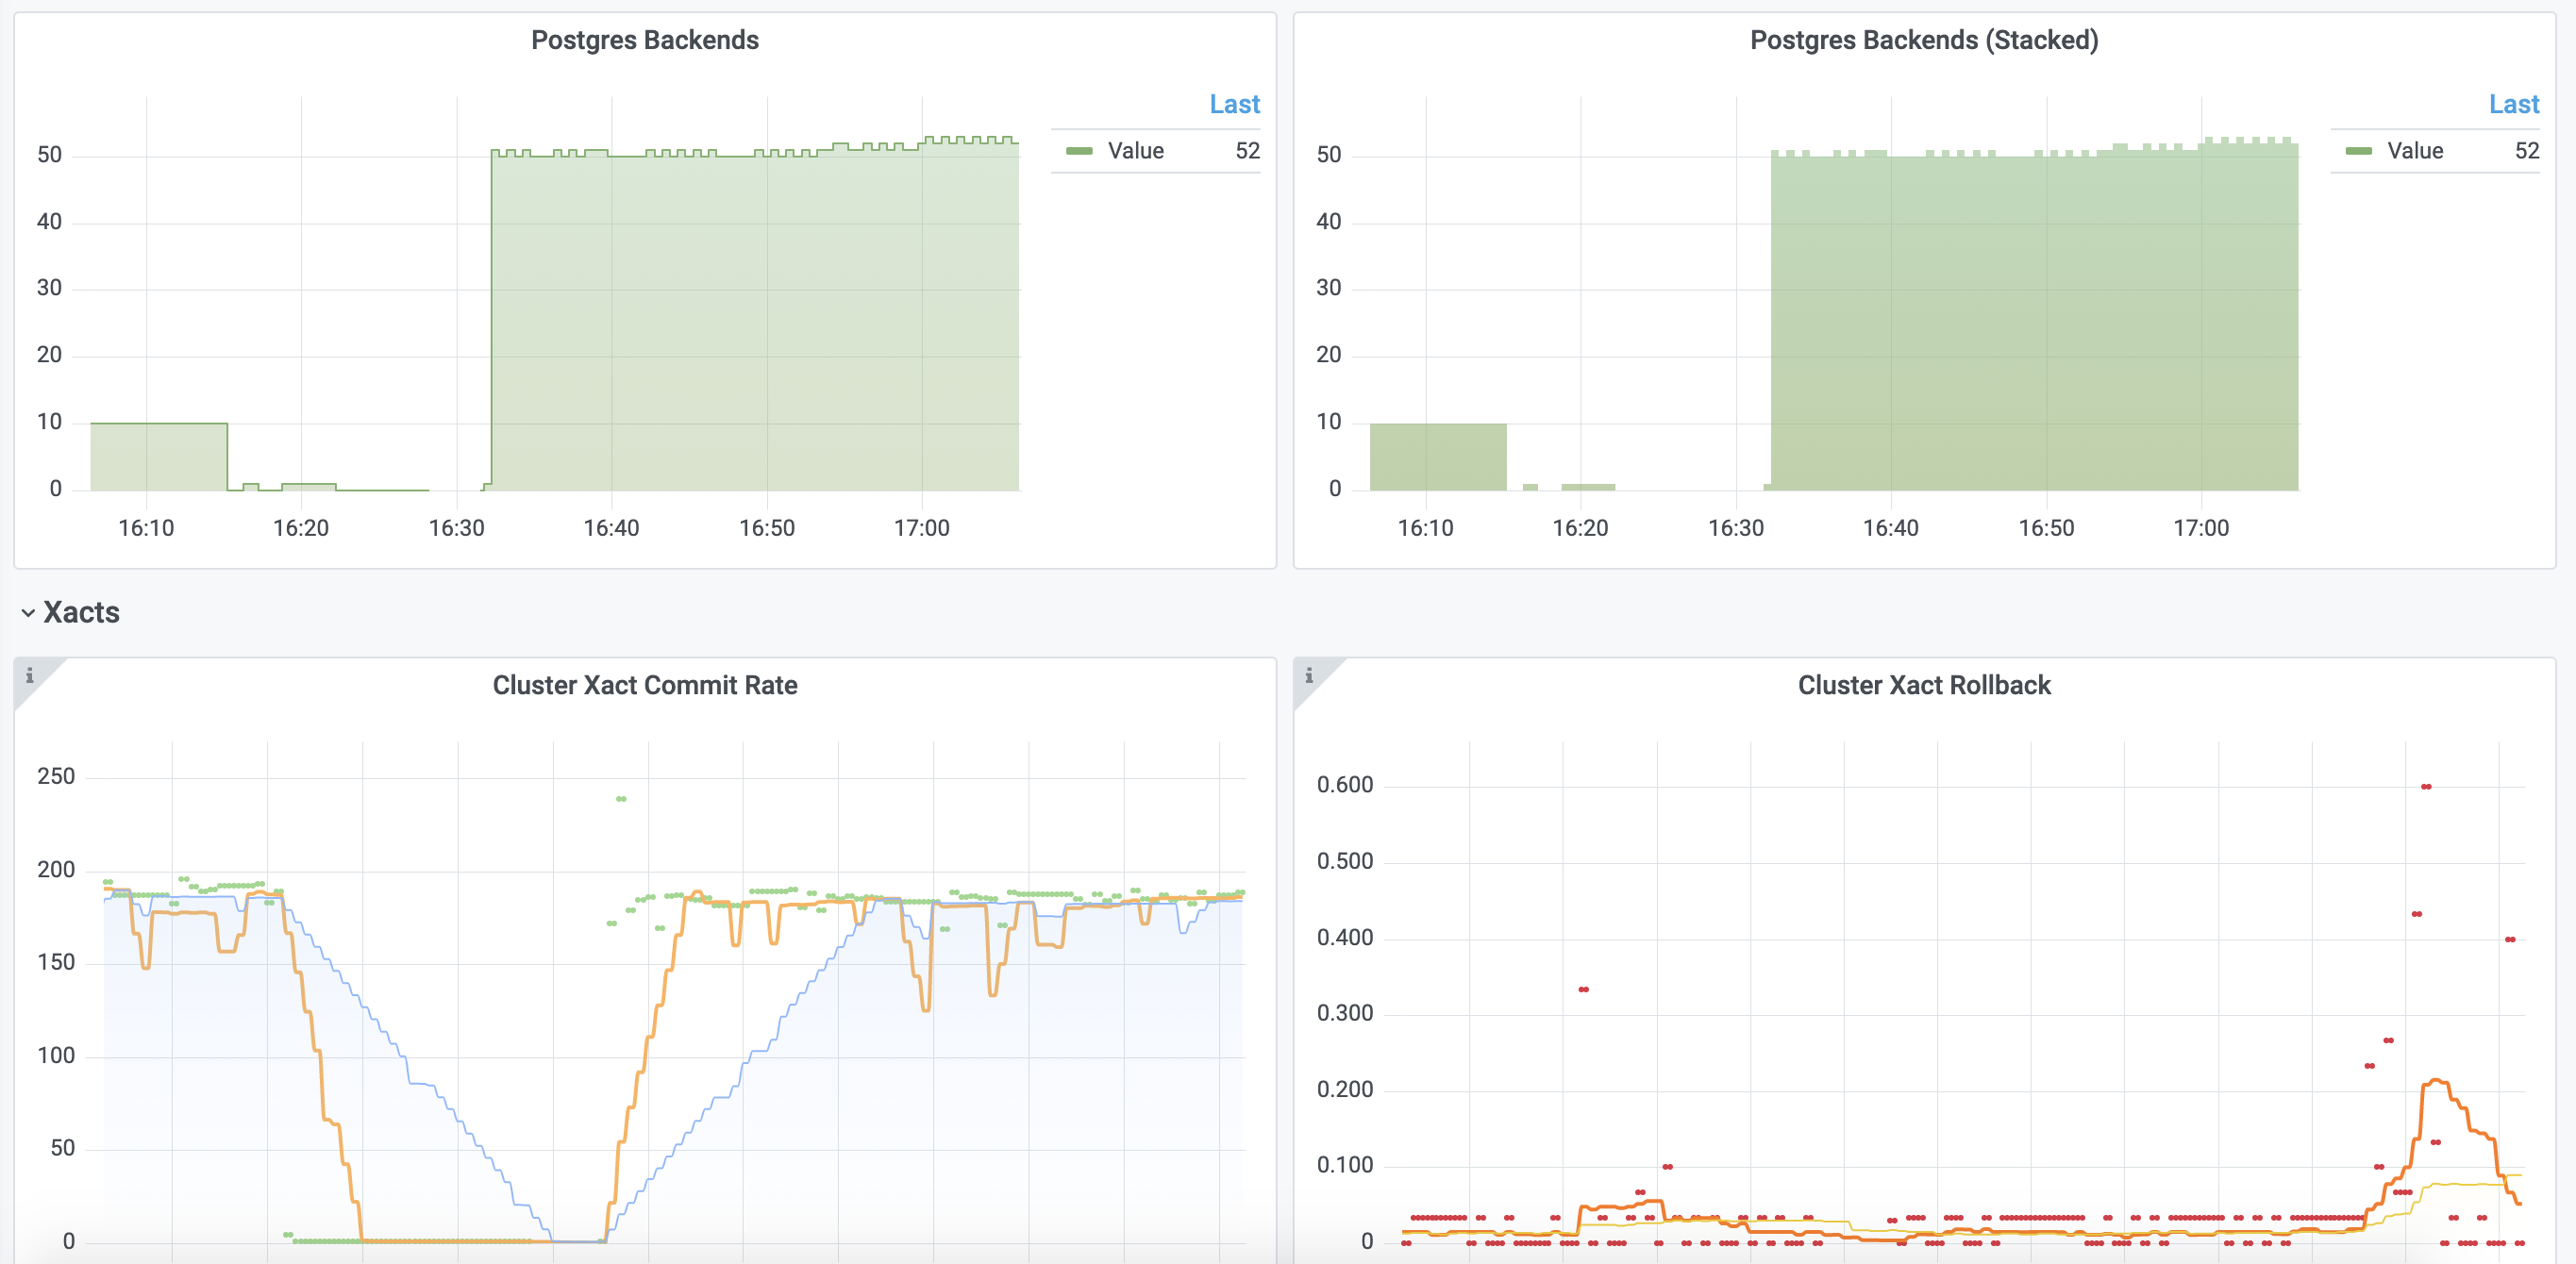 Postgres Backends
Last
Value 52
50
40
30
20
10
0
16:10 16:20 16:30 16:40 16:50 17:00
Postgres Backends (Stacked)
Last
Value 52
50
40
30
20
10
0
16:10 16:20 16:30 16:40 16:50 17:00
Xacts
i
Cluster Xact Commit Rate
250
200
150
100
50
0
i
Cluster Xact Rollback
0.600
0.500
0.400
0.300
0.200
0.100
0